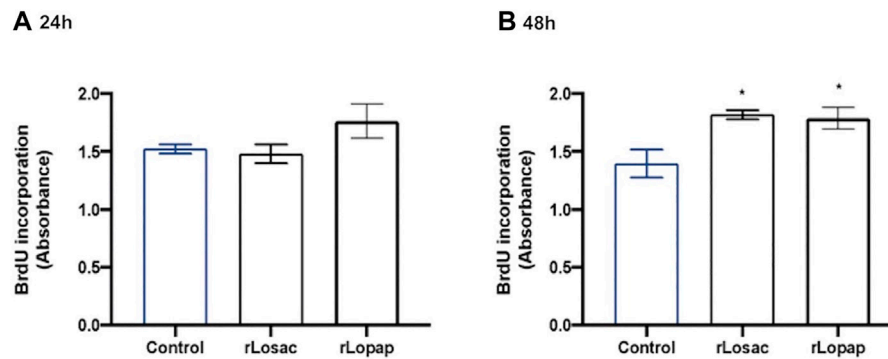 A 24h
BrdU incorporation
(Absorbance)
2.0
1.5
1.0
0.5
0.0
Control rLosac rLopap
B 48h
BrdU incorporation
(Absorbance)
2.0
1.5
1.0
0.5
0.0
* *
Control rLosac rLopap